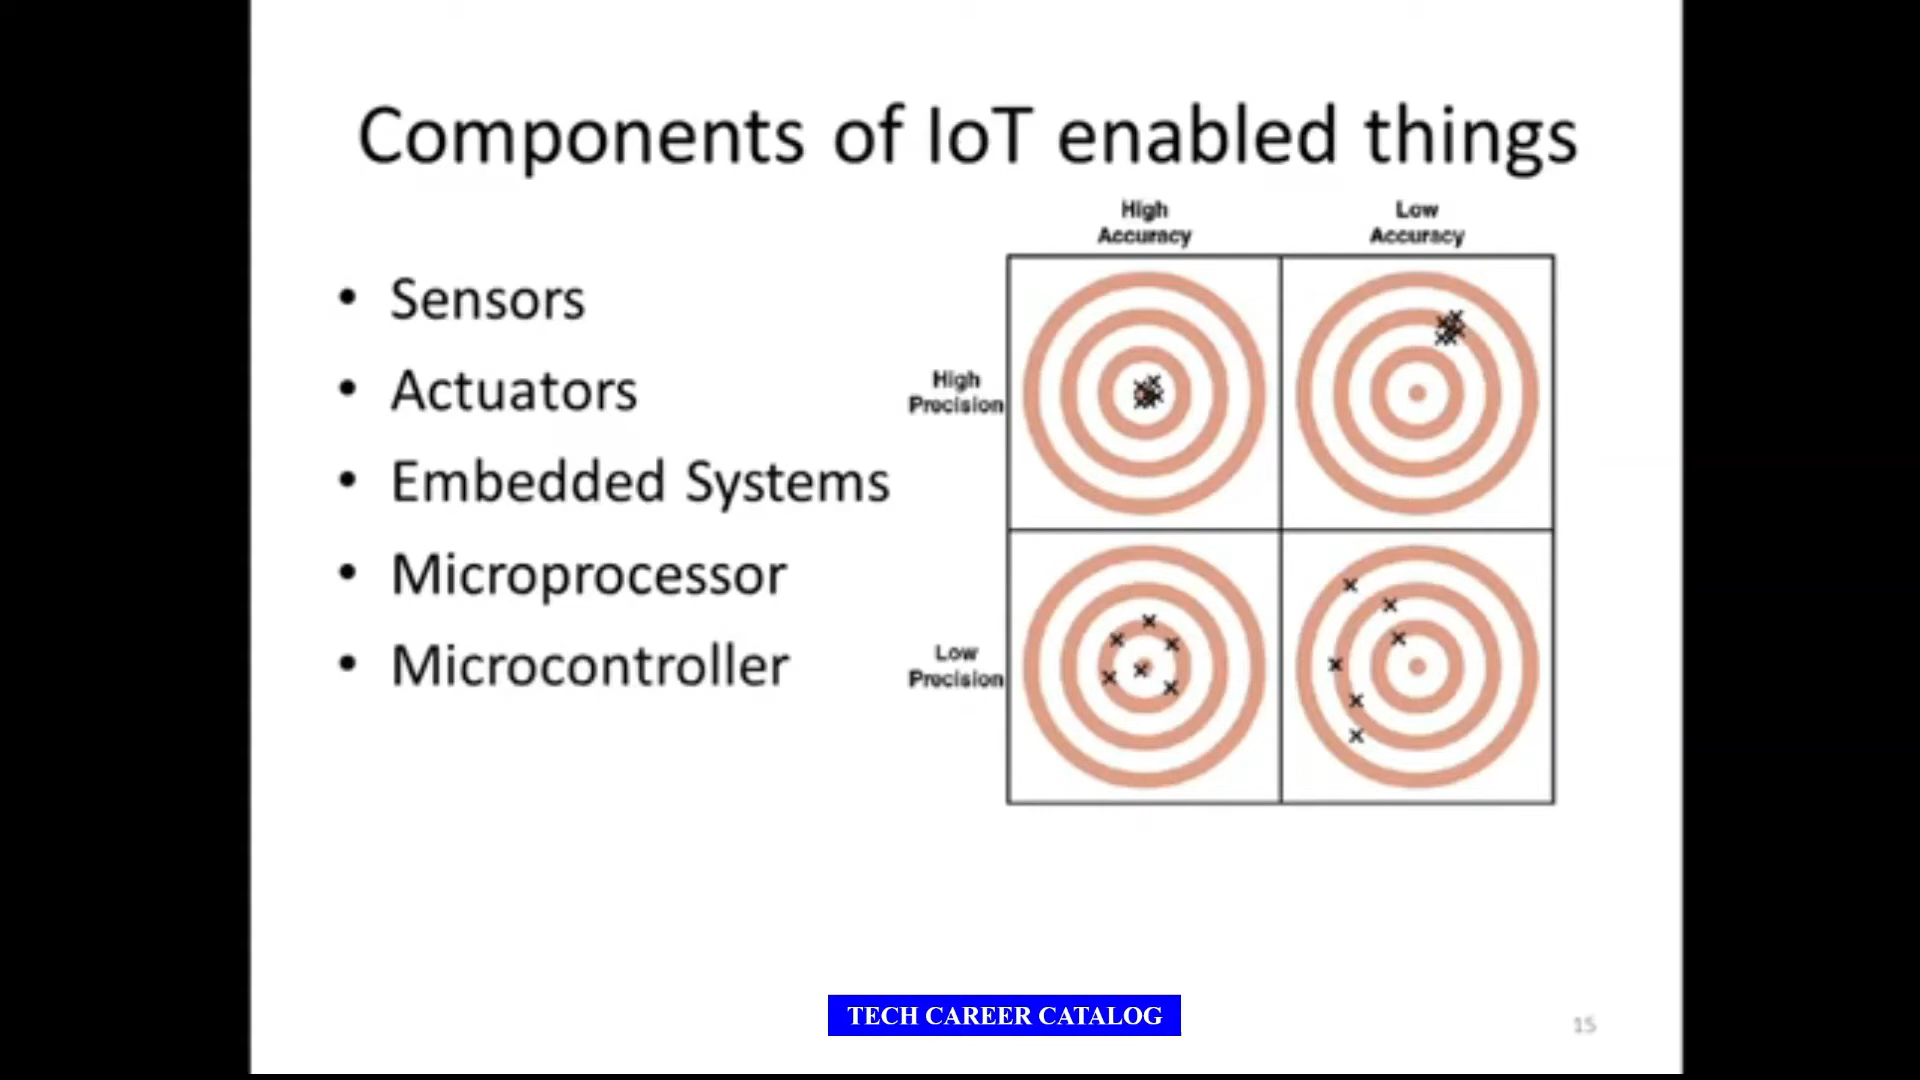 Components of IoT enabled things
• Sensors
• Actuators
• Embedded Systems
• Microprocessor
• Microcontroller
High
Accuracy
Low
Accuracy
High
Precision
Low
Precision
TECH CAREER CATALOG
15